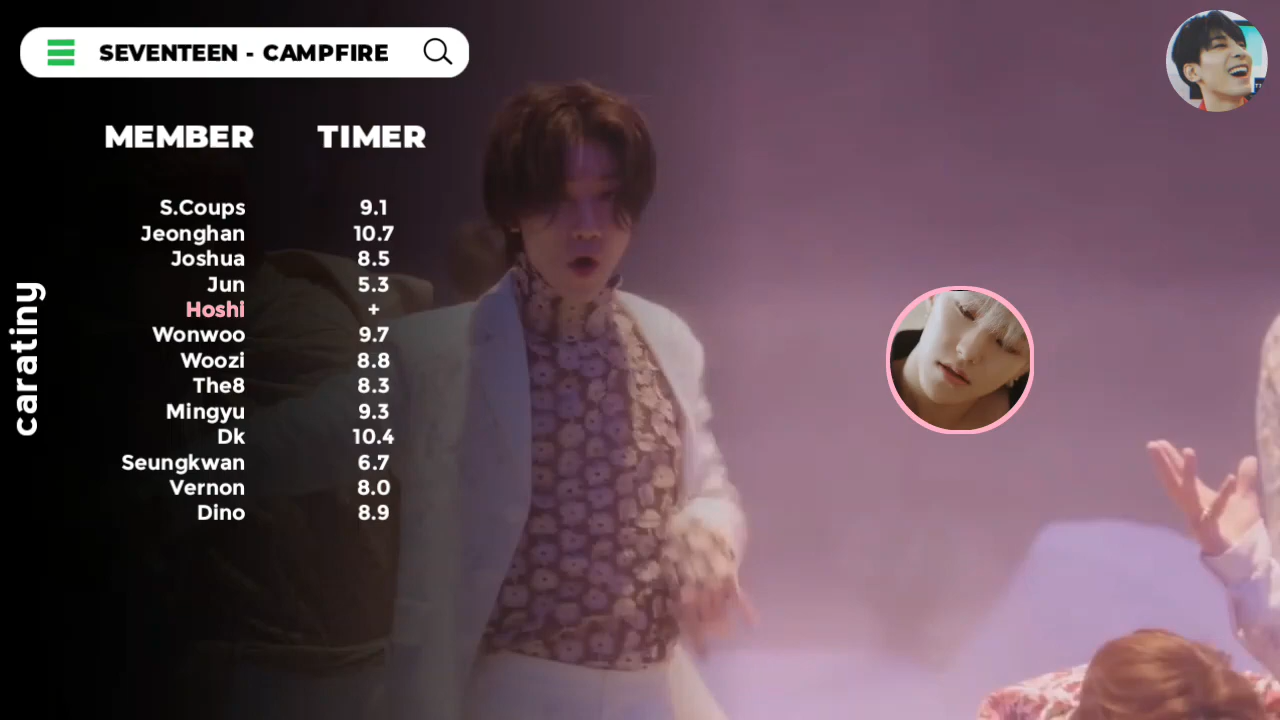 SEVENTEEN - CAMPFIRE
MEMBER TIMER
S.Coups 9.1
Jeonghan 10.7
Joshua 8.5
Jun 5.3
Hoshi +
Wonwoo 9.7
Woozi 8.8
The8 8.3
Mingyu 9.3
Dk 10.4
Seungkwan 6.7
Vernon 8.0
Dino 8.9
caratiny